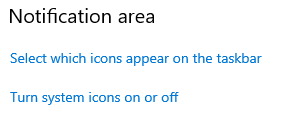 Notification area
Select which icons appear on the taskbar
Turn system icons on or off